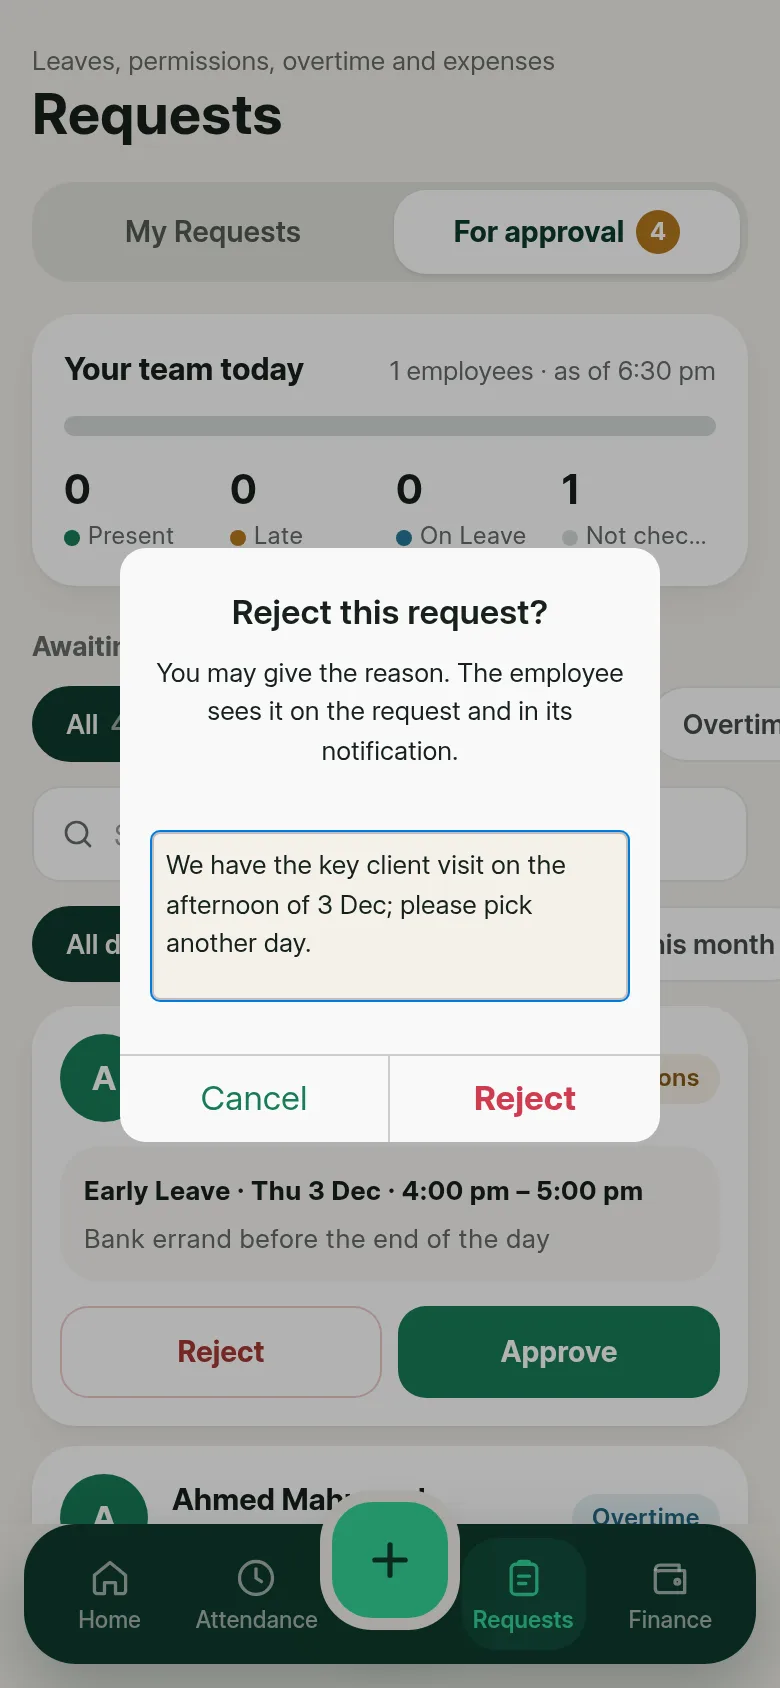 Leaves, permissions, overtime and expenses
Requests
My Requests
For approval 4
Your team today
1 employees · as of 6:30 pm
0
0
0
1
Present
Late
On Leave
Not chec...
All
Reject this request?
You may give the reason. The employee
sees it on the request and in its
notification.
We have the key client visit on the
afternoon of 3 Dec; please pick
another day.
All
month
A
Cancel
Reject
Early Leave · Thu 3 Dec · 4:00 pm – 5:00 pm
Bank errand before the end of the day
Reject
Approve
A
Ahmed
Overtime
Home
Attendance
Requests
Finance